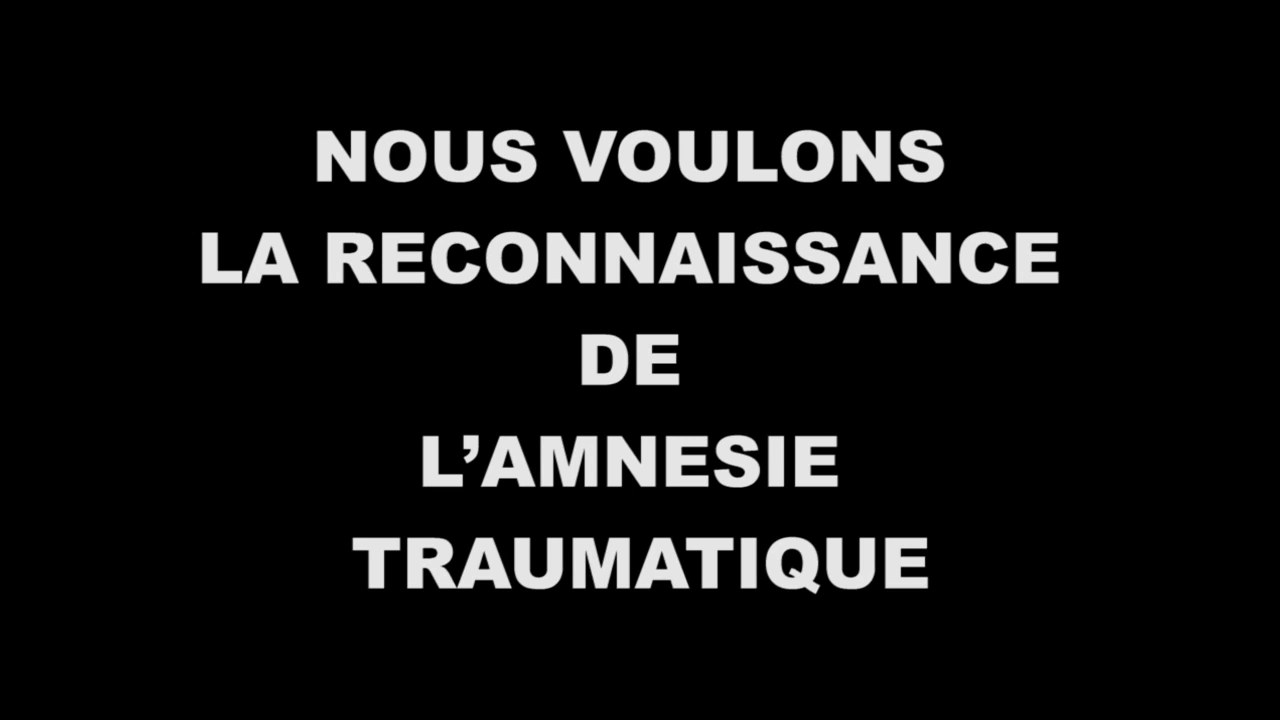 NOUS VOULONS
LA RECONNAISSANCE
DE
L’AMNESIE
TRAUMATIQUE